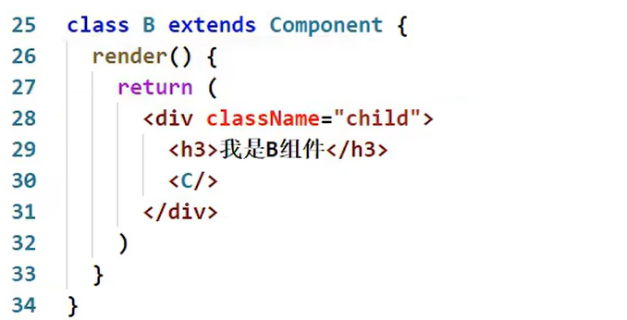 25 class B extends Component {
26   render() {
27     return (
28       <div className="child">
29         <h3>我是B组件</h3>
30         <C/>
31       </div>
32     )
33   }
34 }